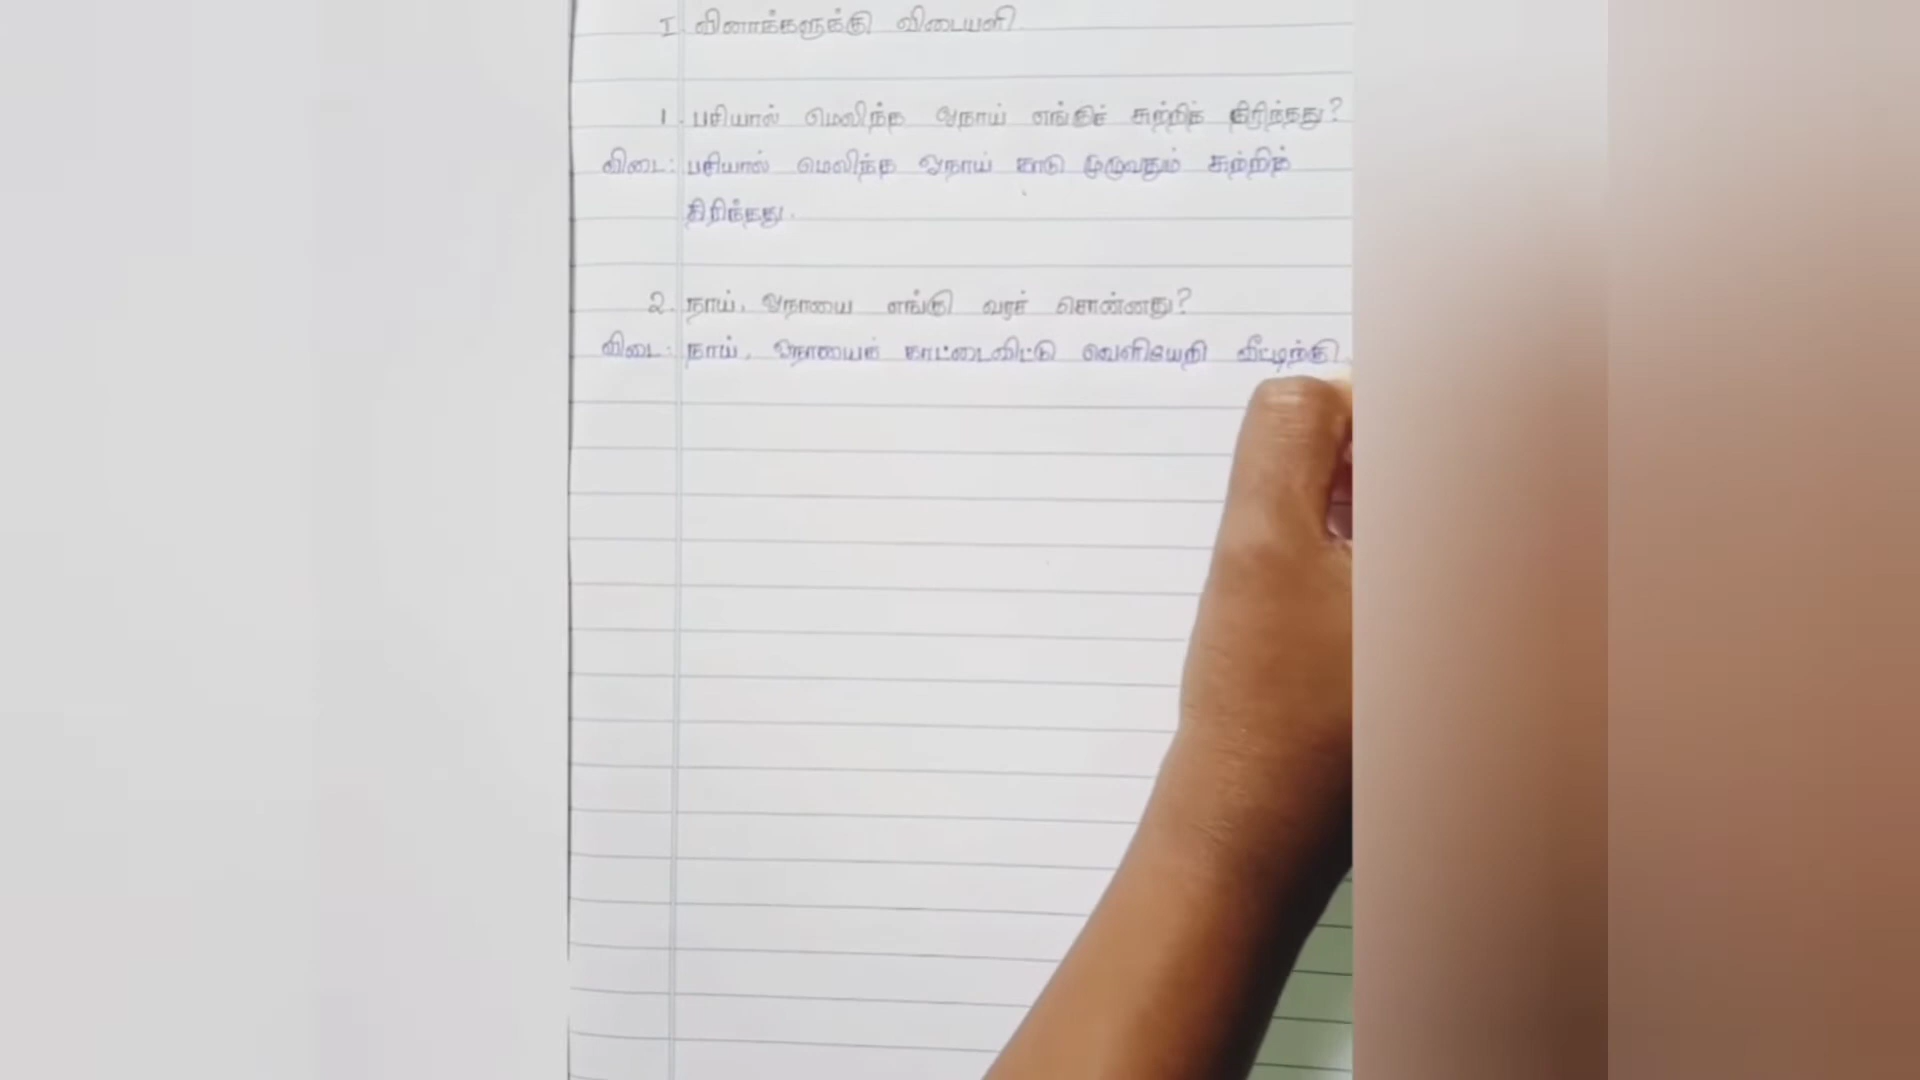 I. வினாக்களுக்கு விடையளி.
1. பசியால் மெலிந்த ஓநாய் எங்குச் சுற்றித் திரிந்தது?
விடை: பசியால் மெலிந்த ஓநாய் காடு முழுவதும் சுற்றித்
திரிந்தது.
2. நாய், ஓநாயை எங்கு வரச் சொன்னது?
விடை: நாய், ஓநாயைக் காட்டைவிட்டு வெளியேறி வீட்டிற்கு